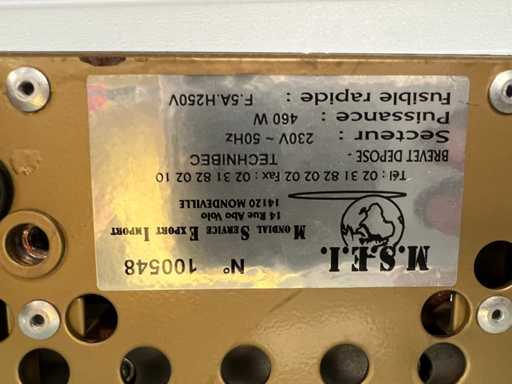 M.S.E.I. N° 100548
MONDIAL SERVICE EXPORT IMPORT
14 Rue Abo Volo
14120 MONDEVILLE
Tél : 02 31 82 02 02 Fax : 02 31 82 02 10
BREVET DEPOSE - TECHNIBEC
Secteur : 230V ~ 50Hz
Puissance : 460 W
Fusible rapide : F.5A.H250V